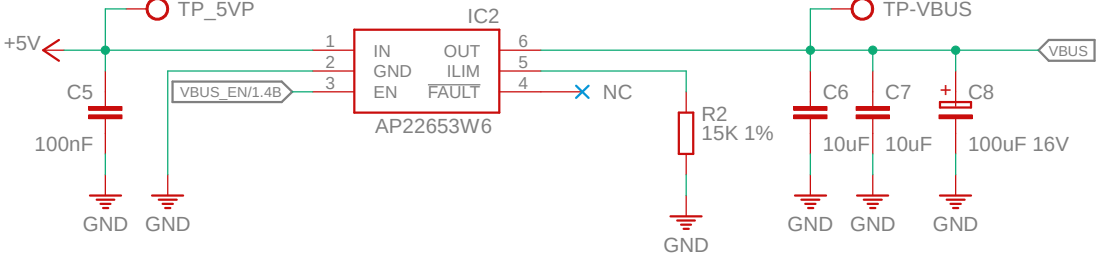 TP_5VP
IC2
TP-VBUS
+5V
1
IN
OUT
6
VBUS
2
GND
ILIM
5
C5
VBUS_EN/1.4B
3
EN
FAULT
4
NC
+
C6
C7
C8
100nF
AP22653W6
R2
15K 1%
10uF
10uF
100uF 16V
GND
GND
GND
GND
GND
GND